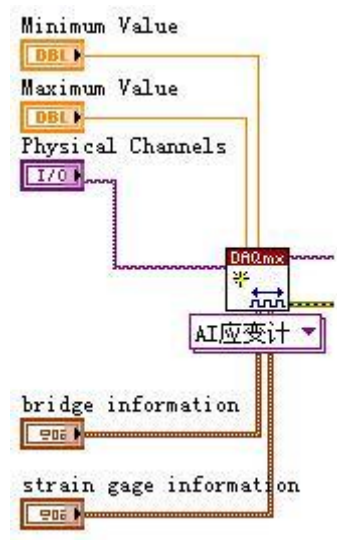 Minimum Value
DBL
Maximum Value
DBL
Physical Channels
I/O
DAQmx
AI应变计
bridge information
strain gage information